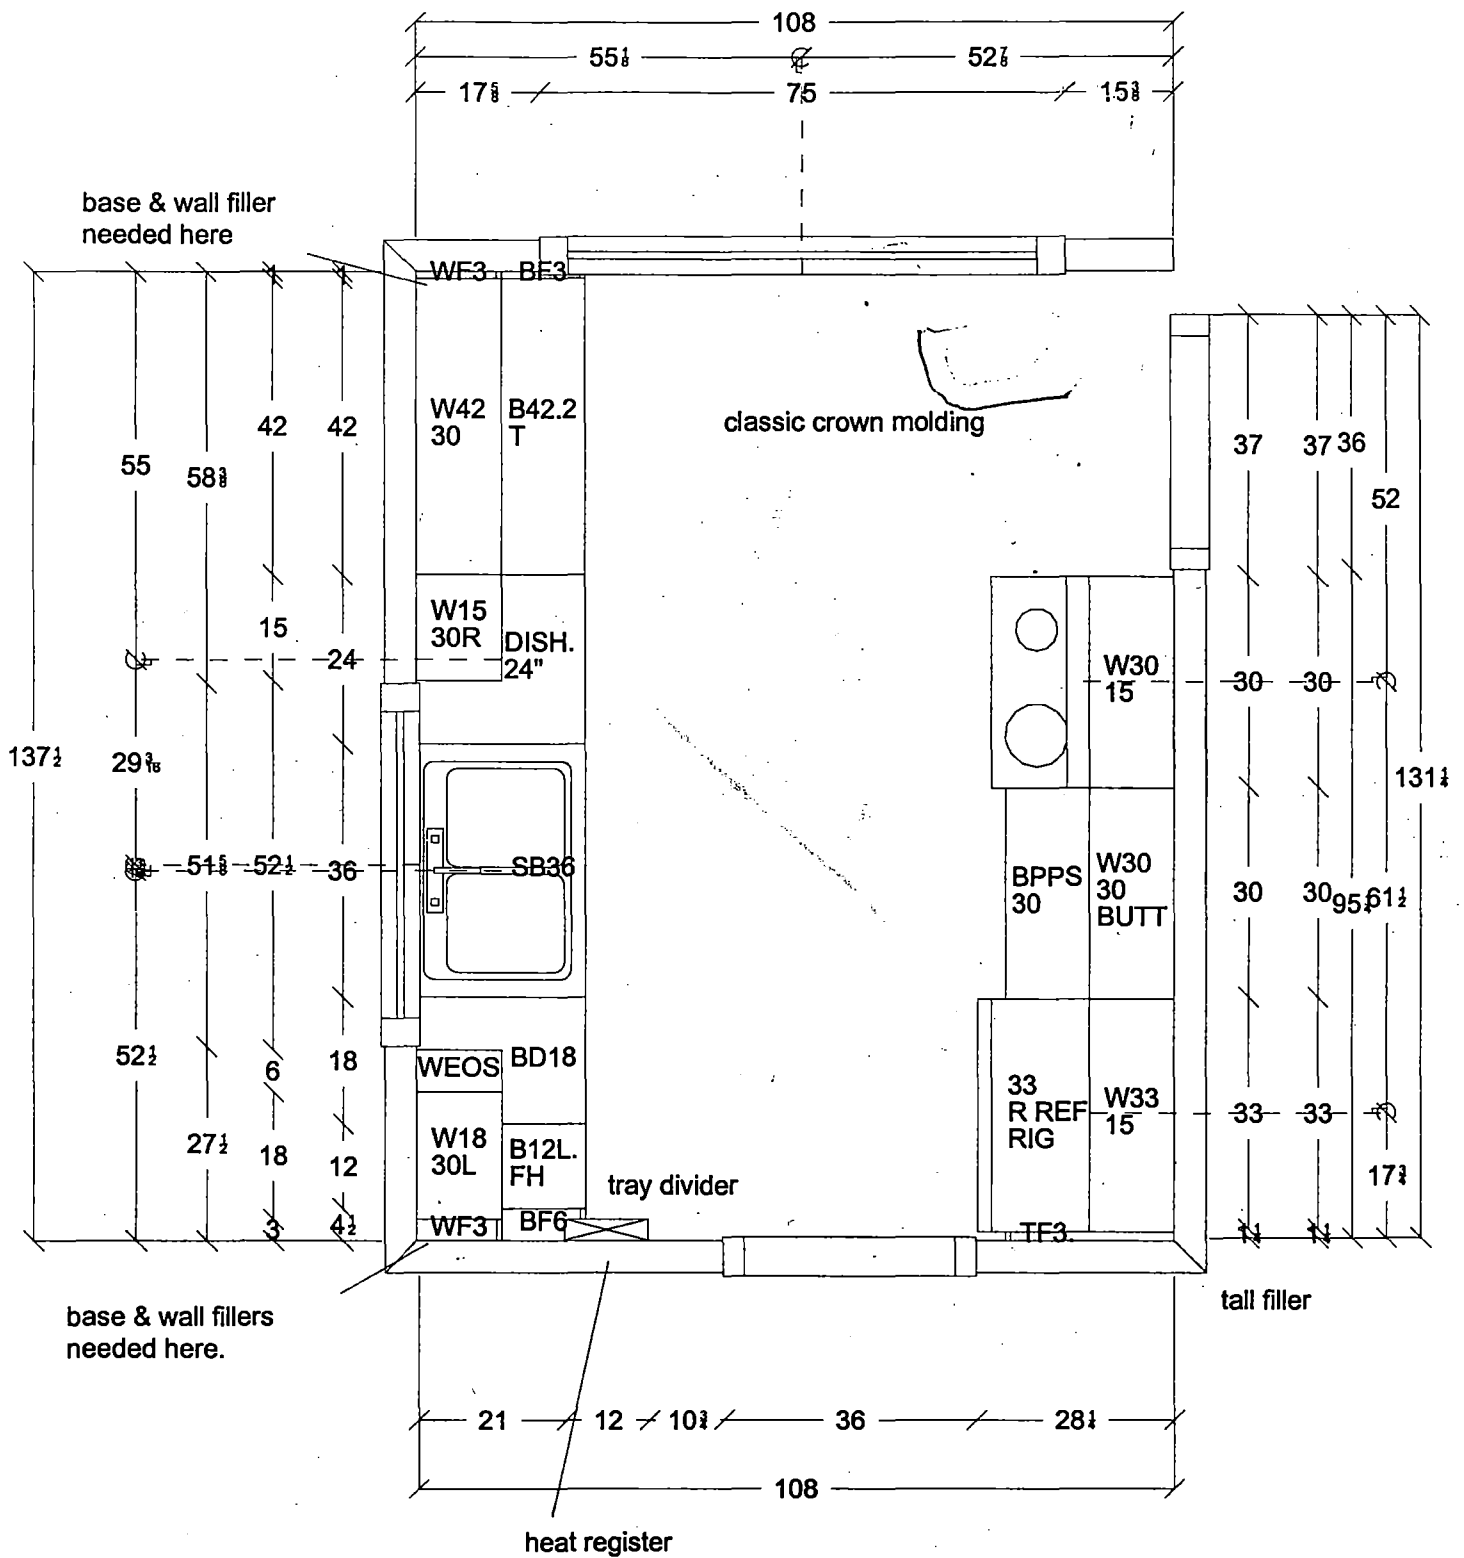 108
55⅛ 52⅞
17⅝ 75 15⅜
base & wall filler
needed here
WF3 BF3
1 1
W42
30
B42.2
T
classic crown molding
42 42
55
58⅜
37 37 36
52
W15
30R
DISH.
24"
15
24
W30
15
30 30
137½
29³⁄₁₆
131¼
51⅝ 52½ 36
SB36
BPPS
30
W30
30
BUTT
30 30 95¼ 61½
52½
6
18
WEOS
BD18
33
R REF
RIG
W33
15
33 33
27½
18
12
W18
30L
B12L.
FH
tray divider
17¾
3
4½
WF3
BF6
TF3.
1¼ 1¼
base & wall fillers
needed here.
tall filler
21 12 10¾ 36 28¼
108
heat register